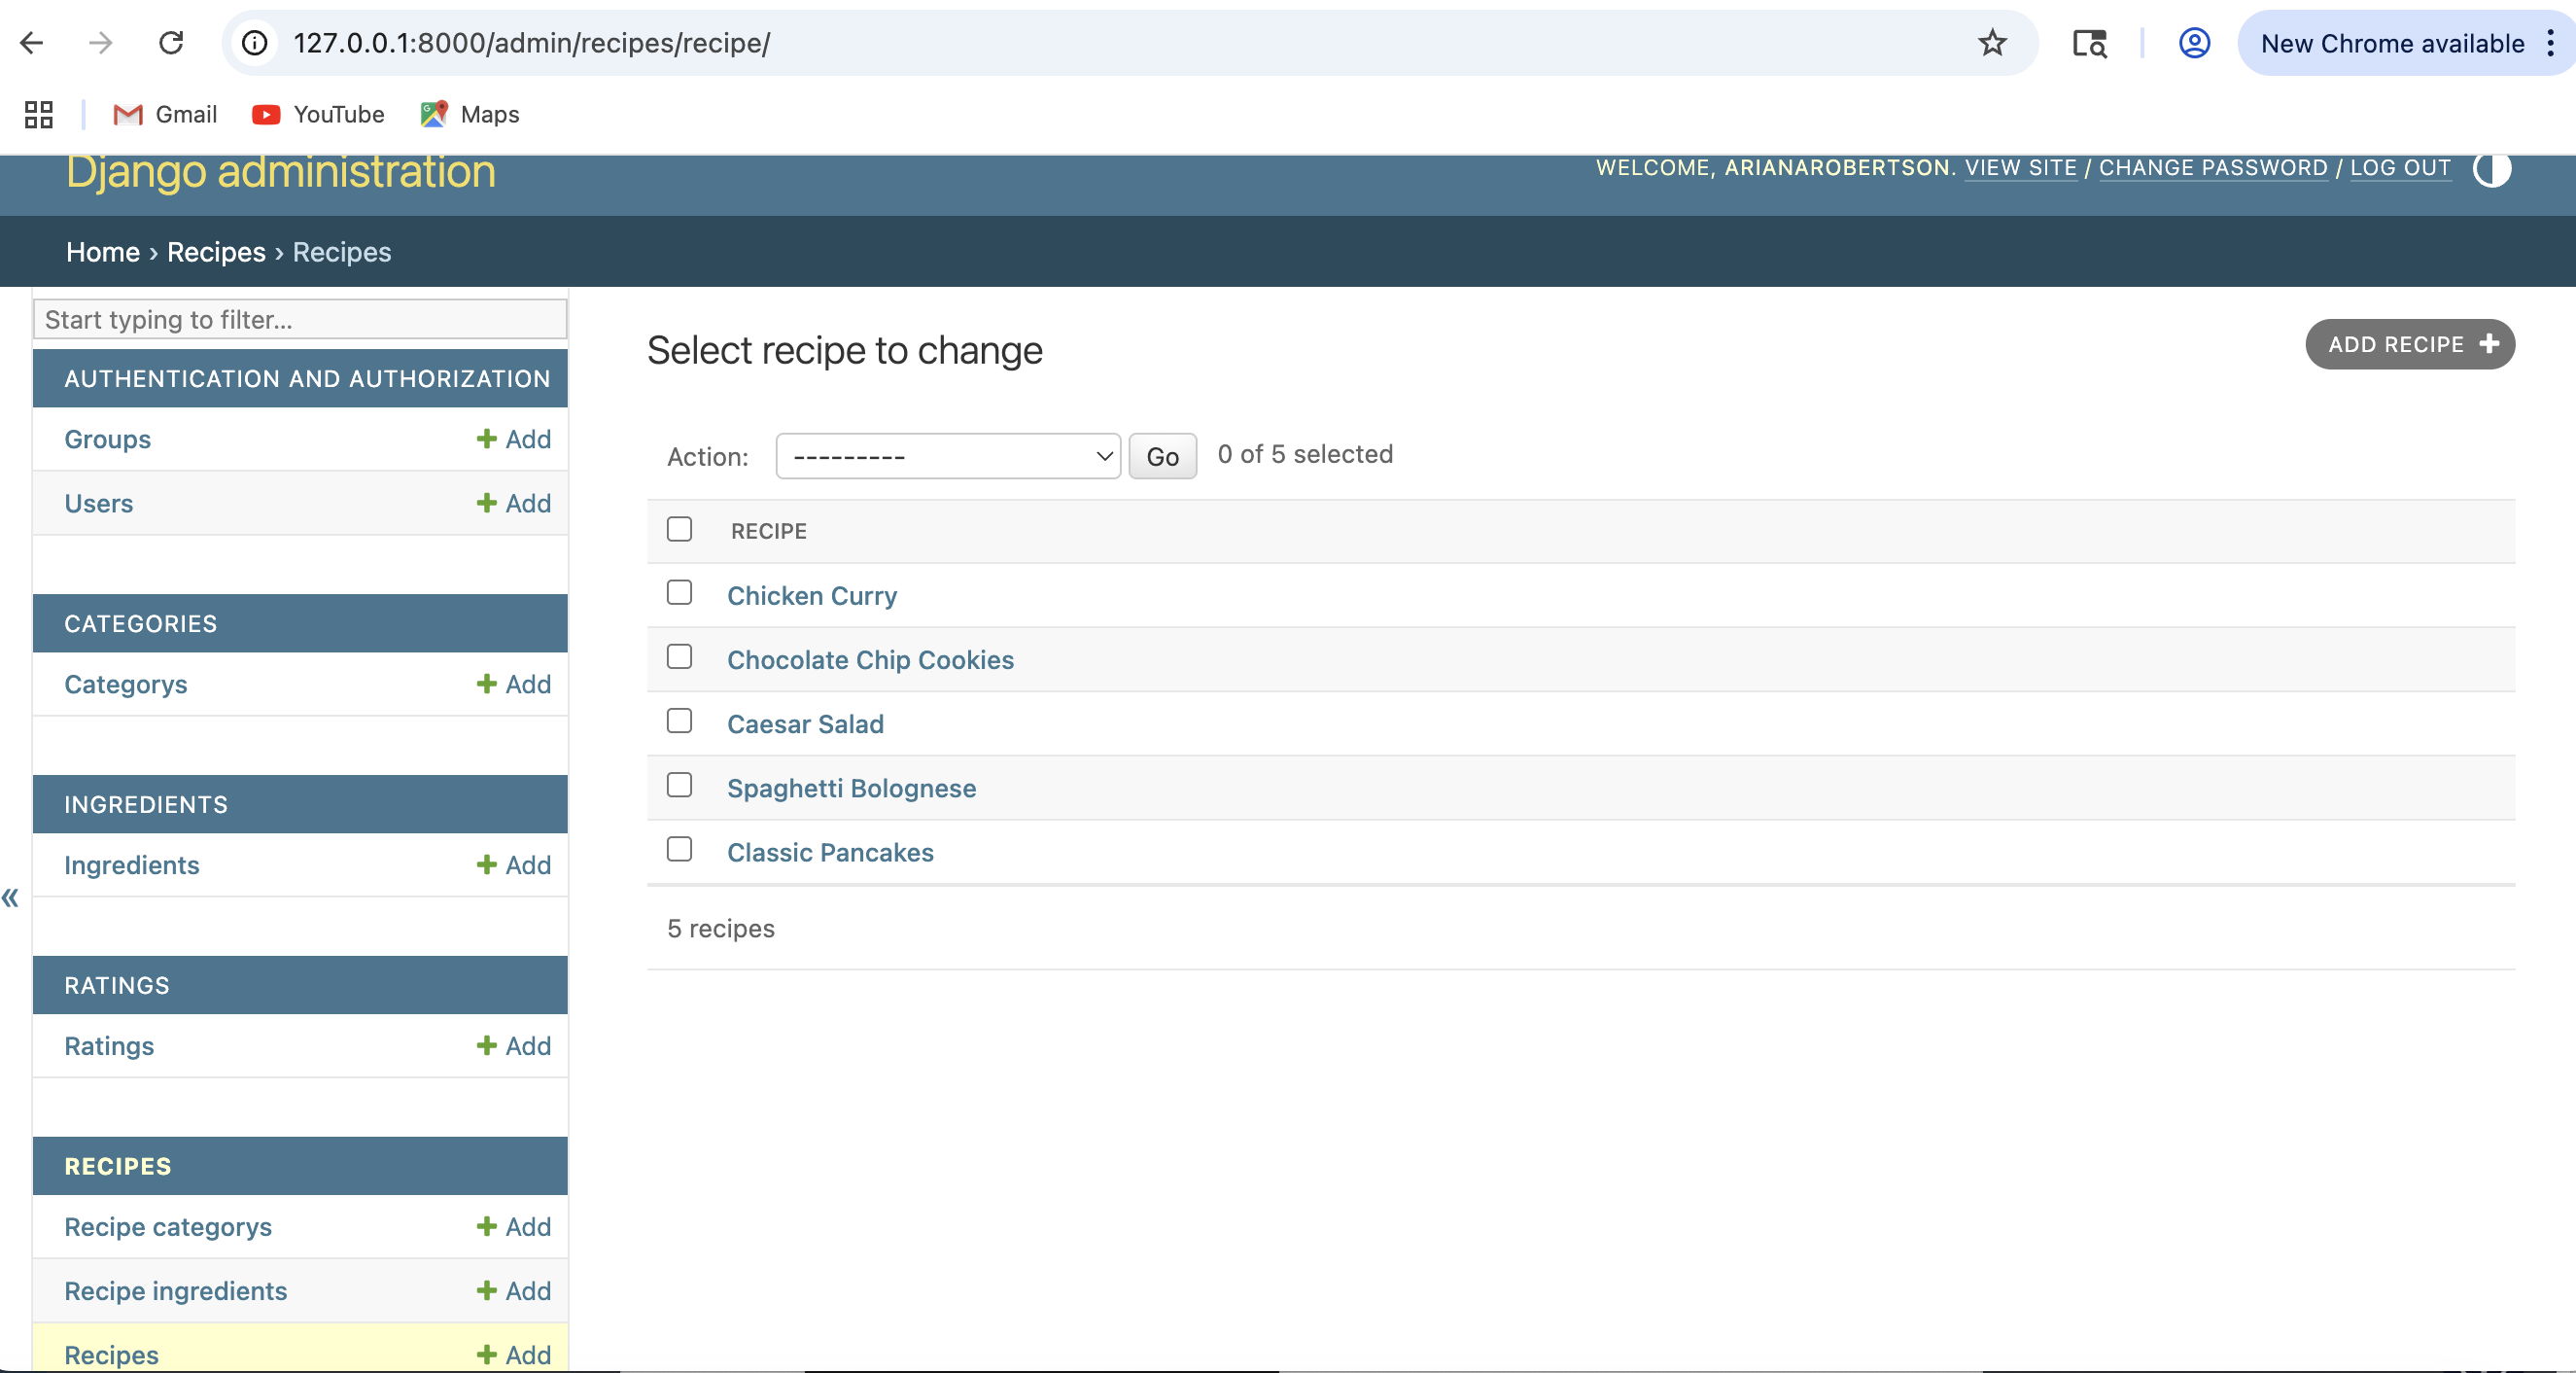 127.0.0.1:8000/admin/recipes/recipe/
New Chrome available
Gmail YouTube Maps
Django administration
WELCOME, ARIANAROBERTSON. VIEW SITE / CHANGE PASSWORD / LOG OUT
Home › Recipes › Recipes
Start typing to filter...
AUTHENTICATION AND AUTHORIZATION
Groups + Add
Users + Add
CATEGORIES
Categorys + Add
INGREDIENTS
Ingredients + Add
«
RATINGS
Ratings + Add
RECIPES
Recipe categorys + Add
Recipe ingredients + Add
Recipes + Add
Select recipe to change
ADD RECIPE +
Action: --------- Go 0 of 5 selected
RECIPE
Chicken Curry
Chocolate Chip Cookies
Caesar Salad
Spaghetti Bolognese
Classic Pancakes
5 recipes